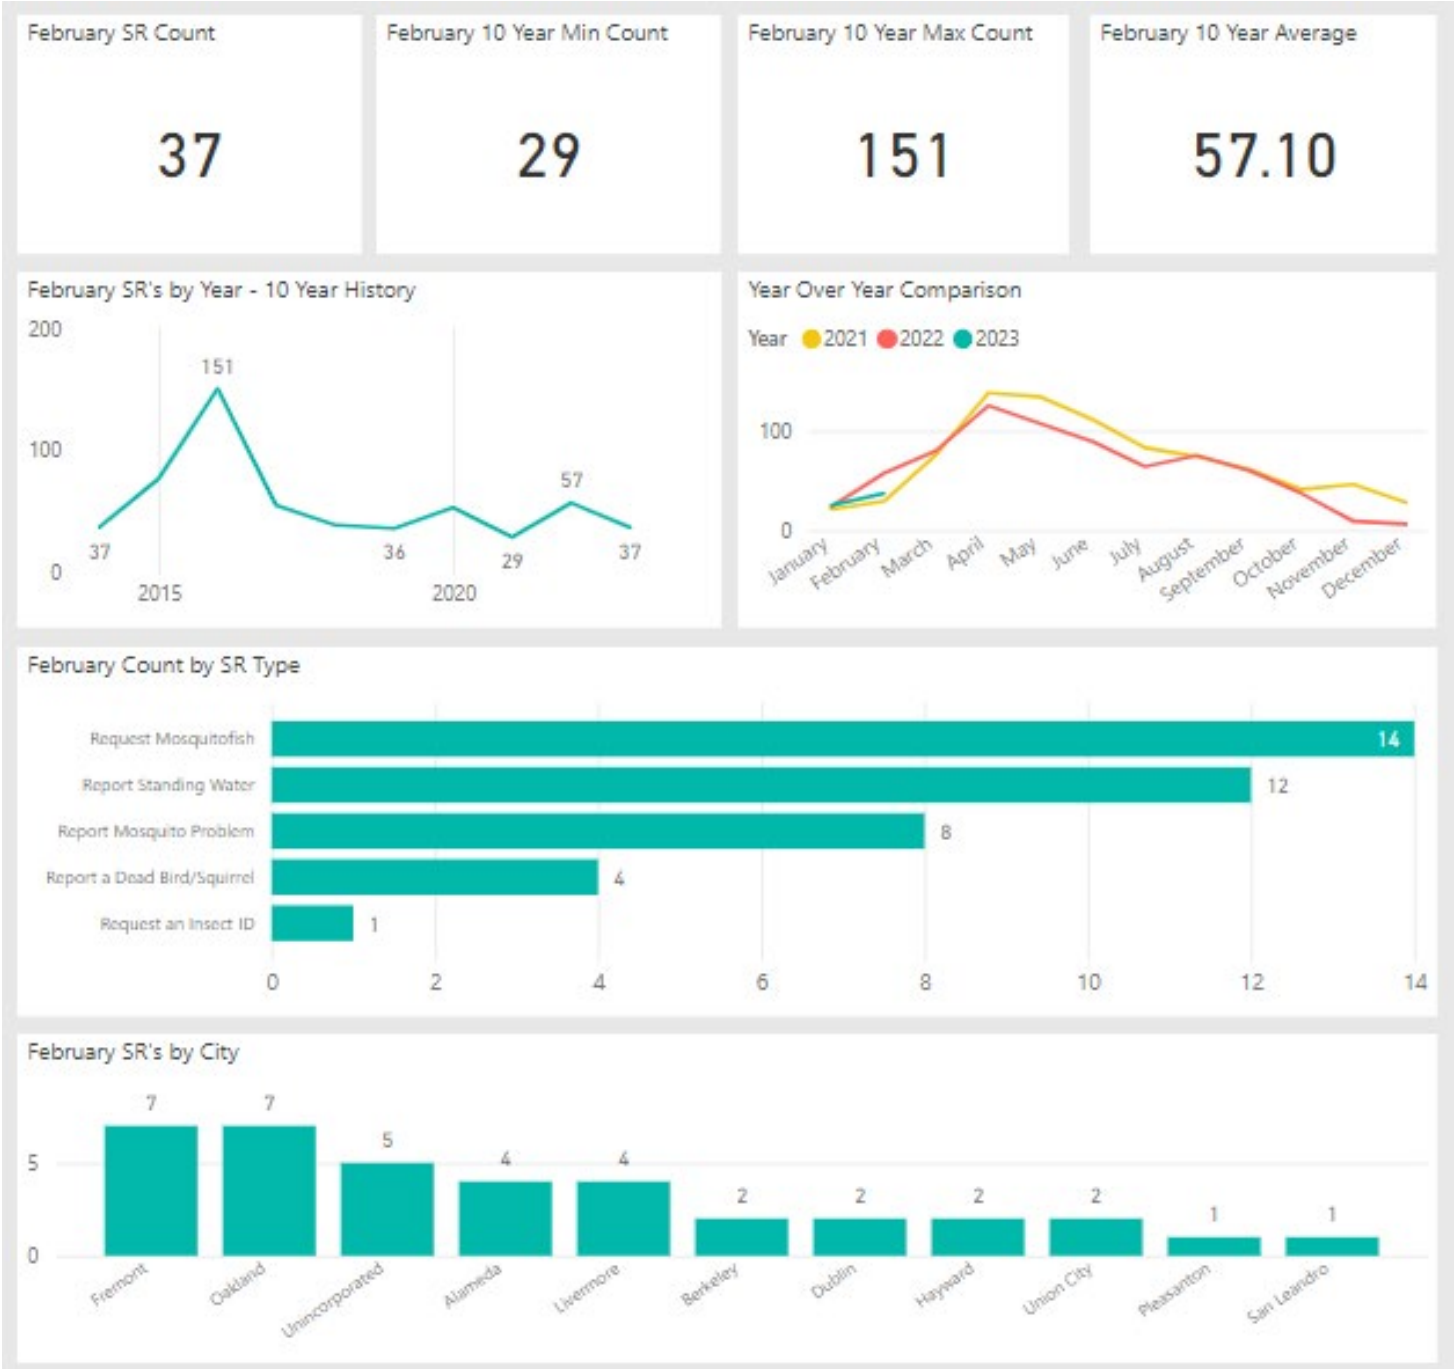 February SR Count
37
February 10 Year Min Count
29
February 10 Year Max Count
151
February 10 Year Average
57.10
February SR's by Year - 10 Year History
200
100
0
37
151
36
29
57
37
2015
2020
Year Over Year Comparison
Year 2021 2022 2023
100
0
January
February
March
April
May
June
July
August
September
October
November
December
February Count by SR Type
Request Mosquitofish 14
Report Standing Water 12
Report Mosquito Problem 8
Report a Dead Bird/Squirrel 4
Request an Insect ID 1
0 2 4 6 8 10 12 14
February SR's by City
5
0
7 7 5 4 4 2 2 2 2 1 1
Fremont
Oakland
Unincorporated
Alameda
Livermore
Berkeley
Dublin
Hayward
Union City
Pleasanton
San Leandro